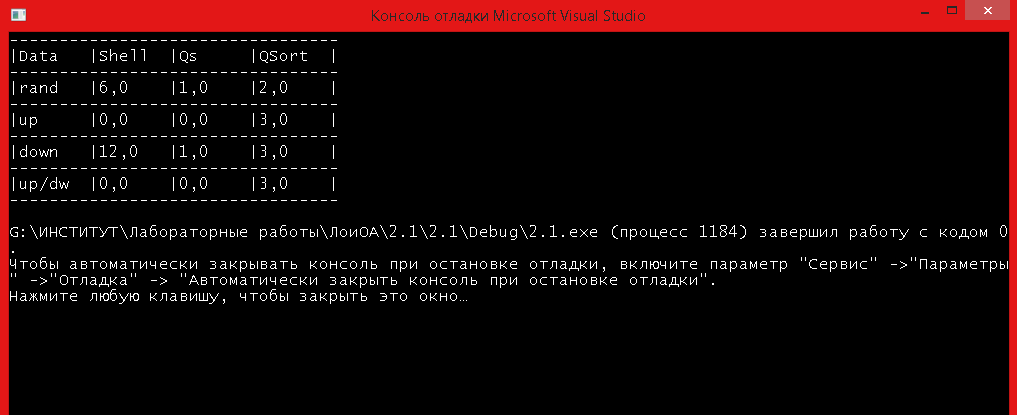 Консоль отладки Microsoft Visual Studio
---------------------------------
|Data   |Shell  |Qs     |QSort  |
---------------------------------
|rand   |6,0    |1,0    |2,0    |
---------------------------------
|up     |0,0    |0,0    |3,0    |
---------------------------------
|down   |12,0   |1,0    |3,0    |
---------------------------------
|up/dw  |0,0    |0,0    |3,0    |
---------------------------------
G:\ИНСТИТУТ\Лабораторные работы\ЛоиОА\2.1\2.1\Debug\2.1.exe (процесс 1184) завершил работу с кодом 0
.
Чтобы автоматически закрывать консоль при остановке отладки, включите параметр "Сервис" ->"Параметры
" ->"Отладка" -> "Автоматически закрыть консоль при остановке отладки".
Нажмите любую клавишу, чтобы закрыть это окно…